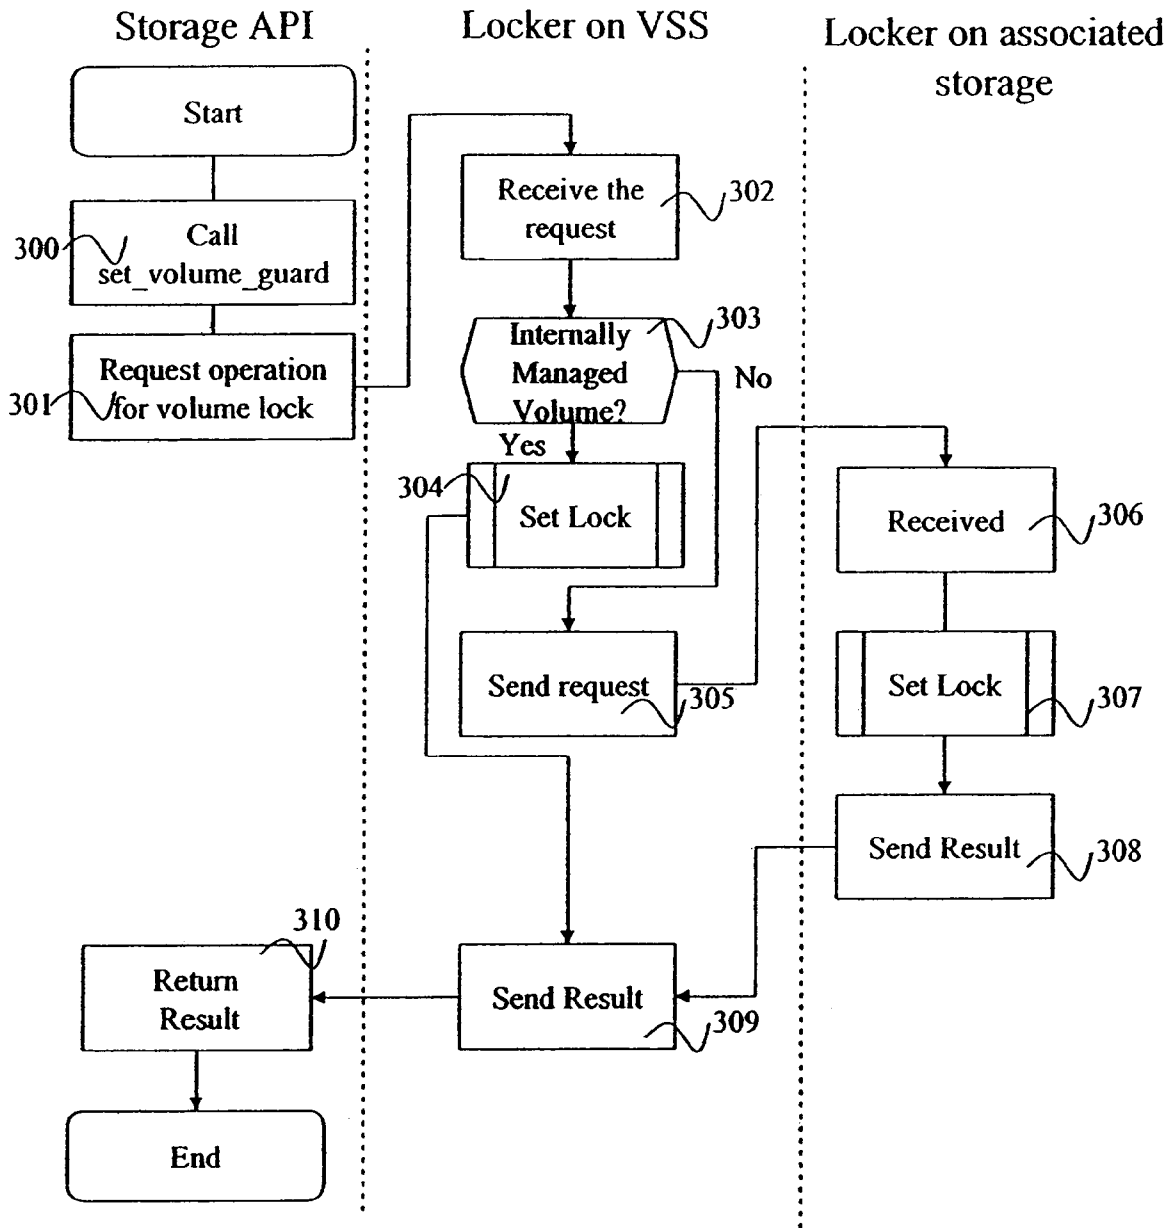 Storage API
Locker on VSS
Locker on associated
storage
Start
Call
set_volume_guard
300
Request operation
for volume lock
301
Receive the
request
302
Internally
Managed
Volume?
303
No
Yes
304
Set Lock
Send request
305
Received
306
Set Lock
307
Send Result
308
Send Result
309
310
Return
Result
End